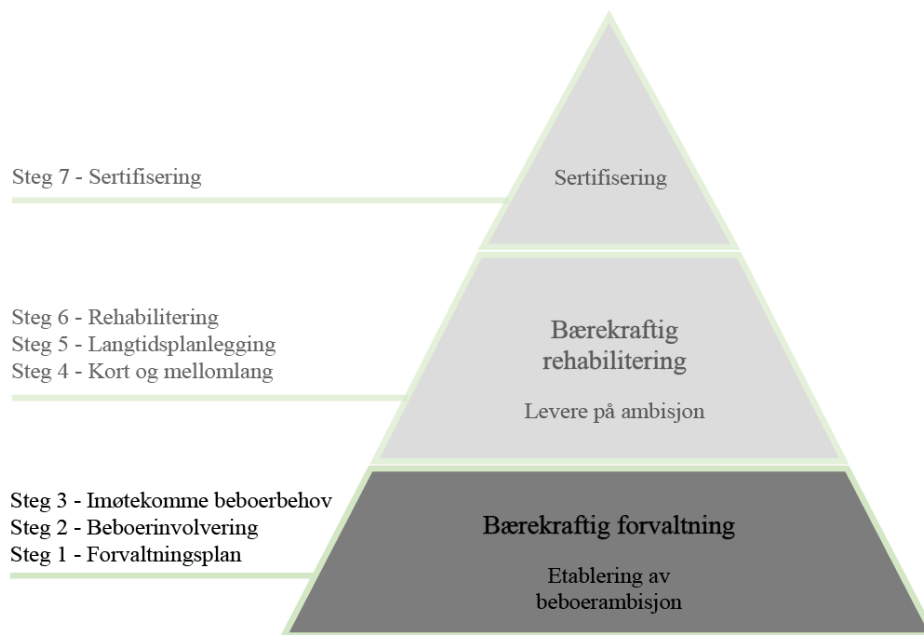 Steg 7 - Sertifisering
Sertifisering
Steg 6 - Rehabilitering
Steg 5 - Langtidsplanlegging
Steg 4 - Kort og mellomlang
Bærekraftig
rehabilitering
Levere på ambisjon
Steg 3 - Imøtekomme beboerbehov
Steg 2 - Beboerinvolvering
Steg 1 - Forvaltningsplan
Bærekraftig forvaltning
Etablering av
beboerambisjon